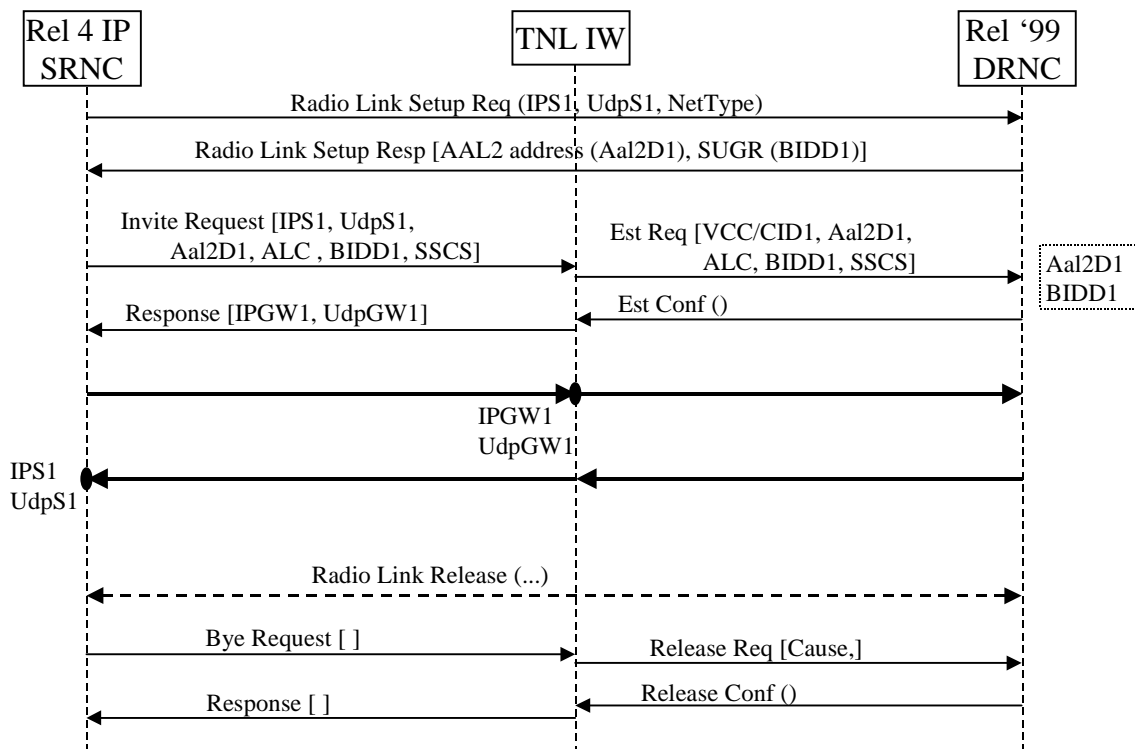 Rel 4 IP
SRNC
TNL IW
Rel ‘99
DRNC
Radio Link Setup Req (IPS1, UdpS1, NetType)
Radio Link Setup Resp [AAL2 address (Aal2D1), SUGR (BIDD1)]
Invite Request [IPS1, UdpS1,
Aal2D1, ALC , BIDD1, SSCS]
Est Req [VCC/CID1, Aal2D1,
ALC, BIDD1, SSCS]
Aal2D1
BIDD1
Response [IPGW1, UdpGW1]
Est Conf ()
IPGW1
UdpGW1
IPS1
UdpS1
Radio Link Release (...)
Bye Request [ ]
Release Req [Cause,]
Response [ ]
Release Conf ()